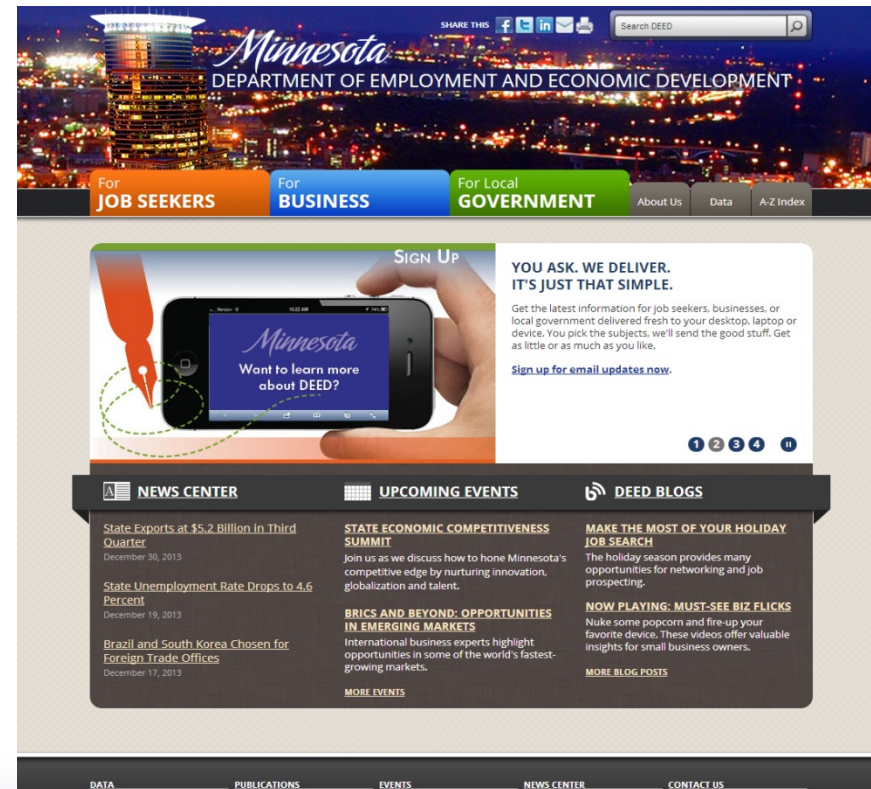 SHARE THIS
Search DEED
Minnesota
DEPARTMENT OF EMPLOYMENT AND ECONOMIC DEVELOPMENT
For
JOB SEEKERS
For
BUSINESS
For Local
GOVERNMENT
About Us
Data
A-Z Index
SIGN UP
10:23 AM
Minnesota
Want to learn more
about DEED?
YOU ASK. WE DELIVER.
IT'S JUST THAT SIMPLE.
Get the latest information for job seekers, businesses, or
local government delivered fresh to your desktop, laptop or
device. You pick the subjects, we'll send the good stuff. Get
as little or as much as you like.
Sign up for email updates now.
1 2 3 4
NEWS CENTER
State Exports at $5.2 Billion in Third
Quarter
December 30, 2013
State Unemployment Rate Drops to 4.6
Percent
December 19, 2013
Brazil and South Korea Chosen for
Foreign Trade Offices
December 17, 2013
UPCOMING EVENTS
STATE ECONOMIC COMPETITIVENESS
SUMMIT
Join us as we discuss how to hone Minnesota's
competitive edge by nurturing innovation,
globalization and talent.
BRICS AND BEYOND: OPPORTUNITIES
IN EMERGING MARKETS
International business experts highlight
opportunities in some of the world's fastest-
growing markets.
MORE EVENTS
DEED BLOGS
MAKE THE MOST OF YOUR HOLIDAY
JOB SEARCH
The holiday season provides many
opportunities for networking and job
prospecting.
NOW PLAYING: MUST-SEE BIZ FLICKS
Nuke some popcorn and fire-up your
favorite device. These videos offer valuable
insights for small business owners.
MORE BLOG POSTS
DATA
PUBLICATIONS
EVENTS
NEWS CENTER
CONTACT US